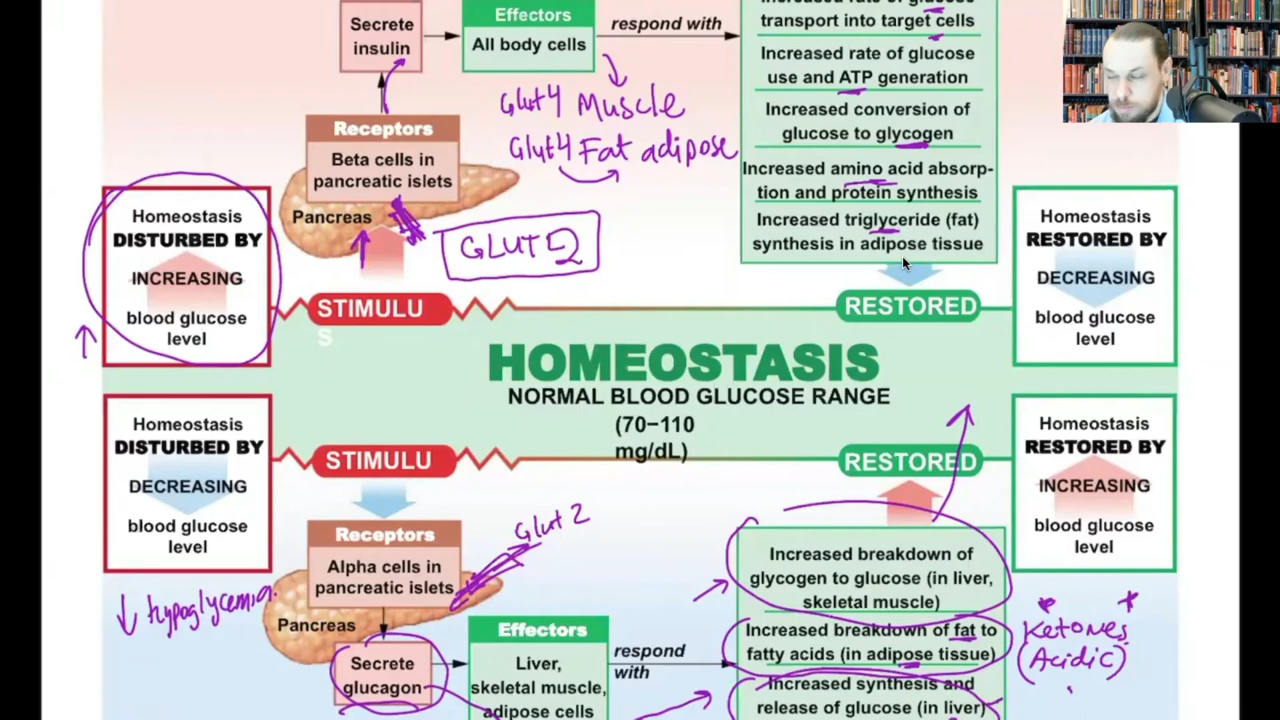 Secrete
insulin
Effectors
All body cells
respond with
Increased rate of glucose
transport into target cells
Increased rate of glucose
use and ATP generation
Increased conversion of
glucose to glycogen
Increased amino acid absorp-
tion and protein synthesis
Increased triglyceride (fat)
synthesis in adipose tissue
Glut4 Muscle
Glut4 Fat adipose
Receptors
Beta cells in
pancreatic islets
Pancreas
GLUT2
Homeostasis
DISTURBED BY
INCREASING
blood glucose
level
STIMULU
S
RESTORED
Homeostasis
RESTORED BY
DECREASING
blood glucose
level
HOMEOSTASIS
NORMAL BLOOD GLUCOSE RANGE
(70–110
mg/dL)
Homeostasis
DISTURBED BY
DECREASING
blood glucose
level
STIMULU
RESTORED
Homeostasis
RESTORED BY
INCREASING
blood glucose
level
hypoglycemia
Receptors
Alpha cells in
pancreatic islets
Pancreas
Glut 2
Secrete
glucagon
Effectors
Liver,
skeletal muscle,
adipose cells
respond
with
Increased breakdown of
glycogen to glucose (in liver,
skeletal muscle)
Increased breakdown of fat to
fatty acids (in adipose tissue)
Increased synthesis and
release of glucose (in liver)
Ketones
(Acidic)